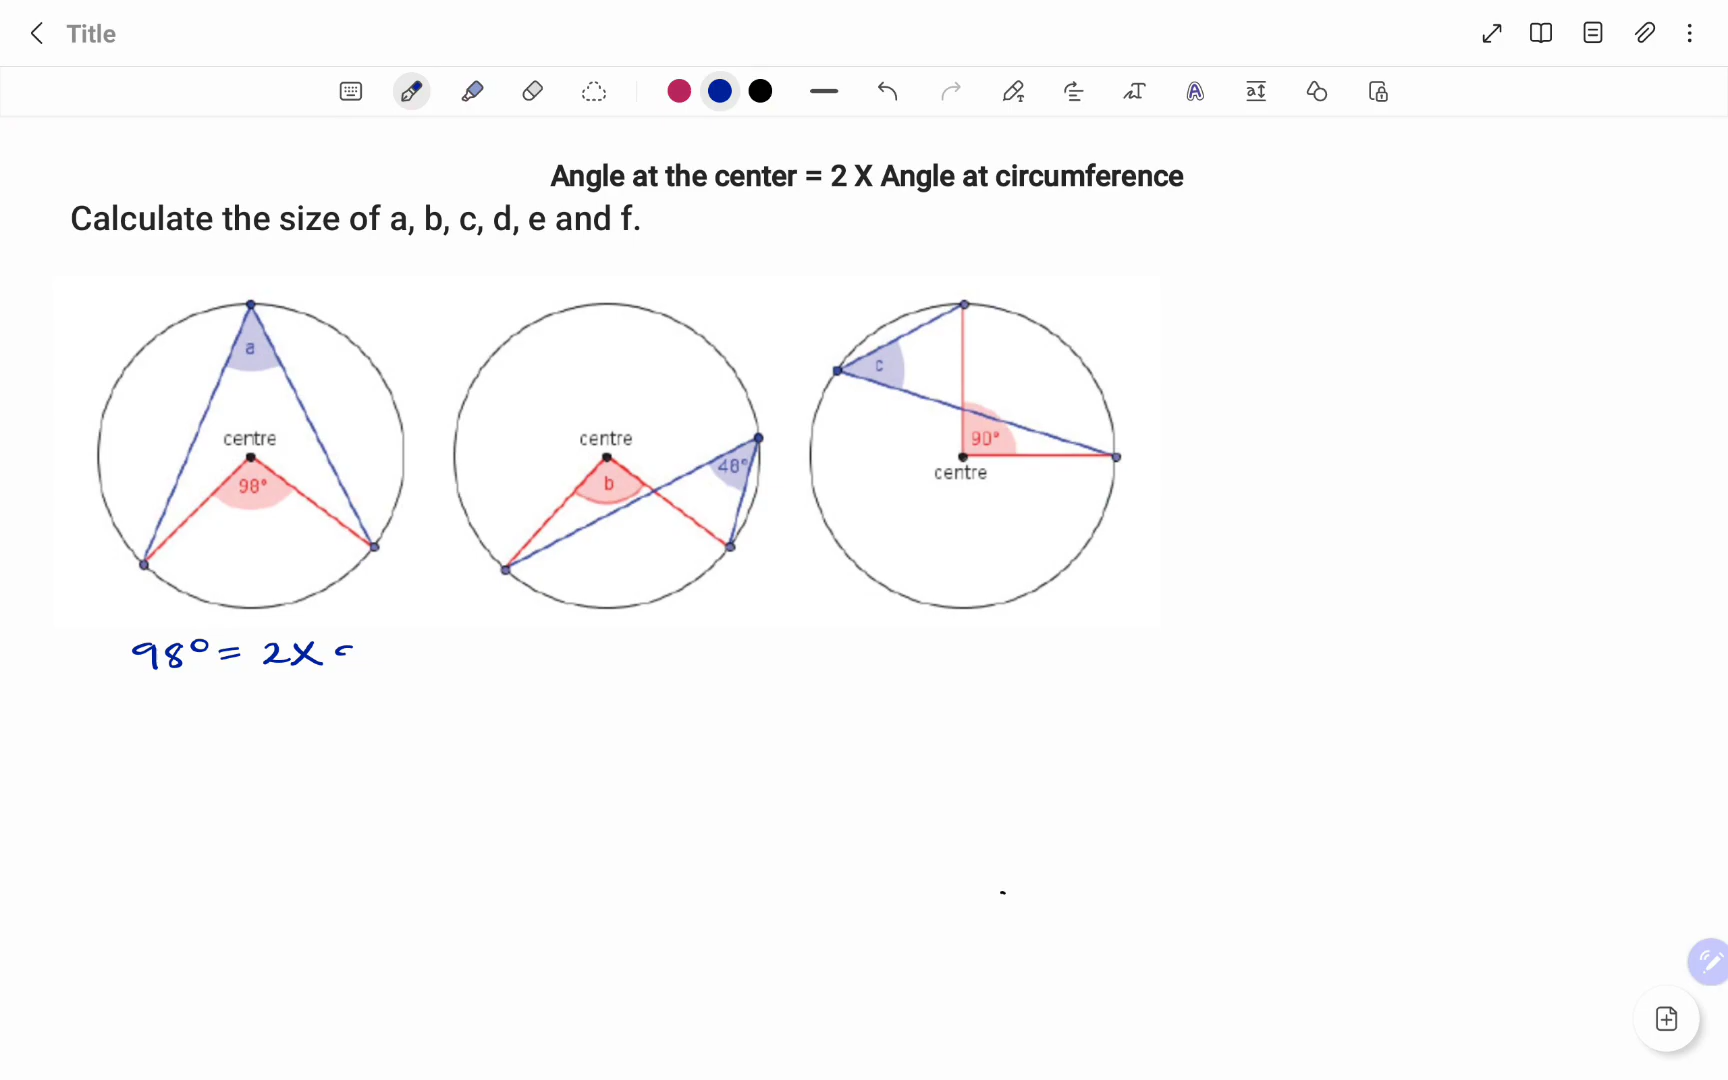 Title
Angle at the center = 2 X Angle at circumference
Calculate the size of a, b, c, d, e and f.
a
centre
98°
centre
b
48°
c
90°
centre
98° = 2X